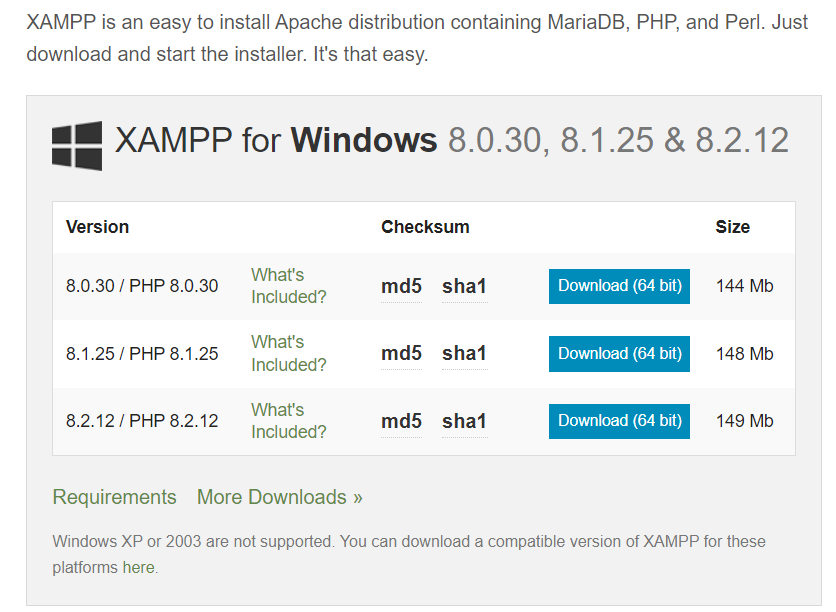 XAMPP is an easy to install Apache distribution containing MariaDB, PHP, and Perl. Just
download and start the installer. It's that easy.
XAMPP for Windows 8.0.30, 8.1.25 & 8.2.12
Version Checksum Size
8.0.30 / PHP 8.0.30 What's Included? md5 sha1 Download (64 bit) 144 Mb
8.1.25 / PHP 8.1.25 What's Included? md5 sha1 Download (64 bit) 148 Mb
8.2.12 / PHP 8.2.12 What's Included? md5 sha1 Download (64 bit) 149 Mb
Requirements More Downloads »
Windows XP or 2003 are not supported. You can download a compatible version of XAMPP for these
platforms here.